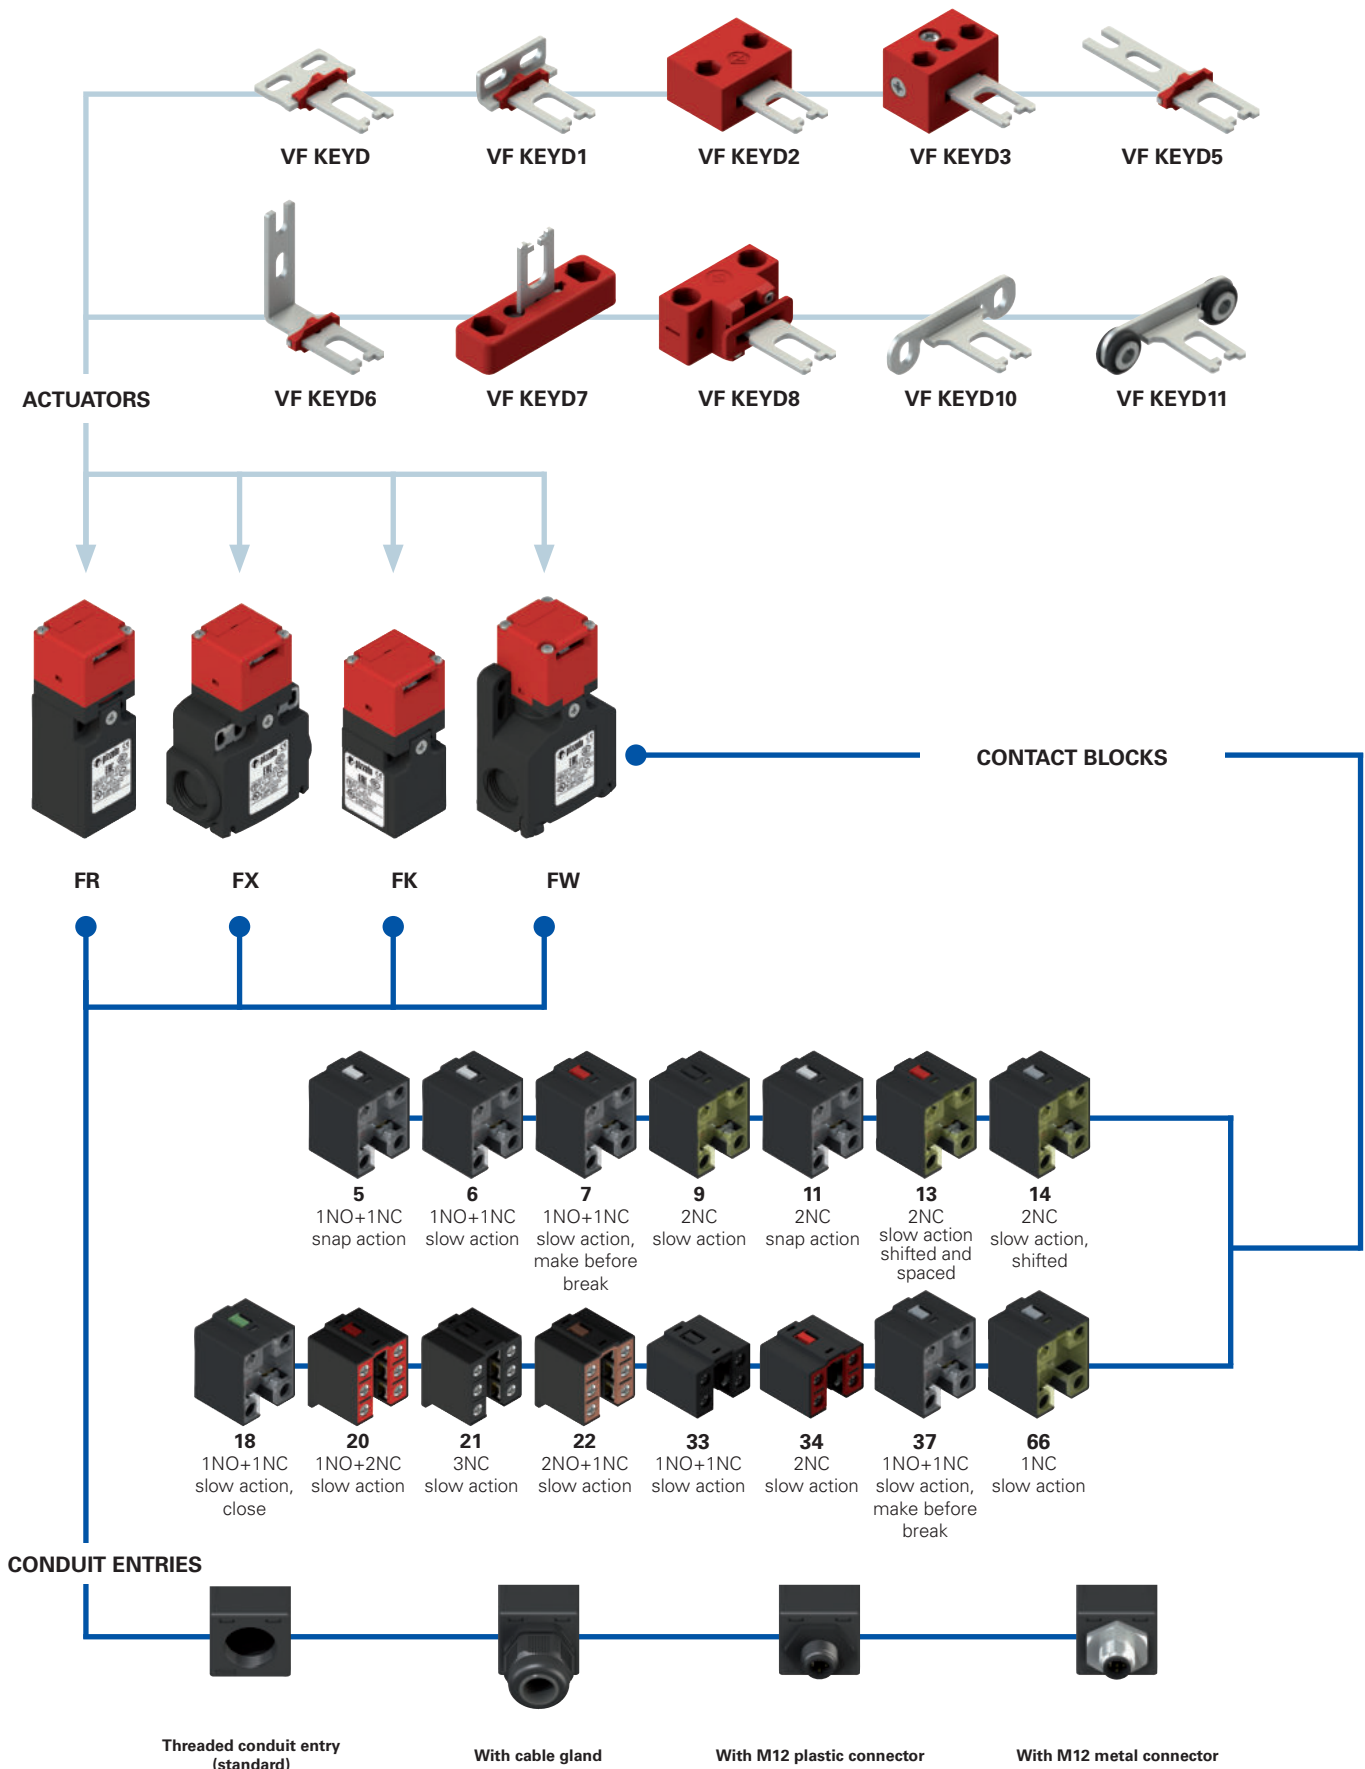 VF KEYD
VF KEYD1
VF KEYD2
VF KEYD3
VF KEYD5
VF KEYD6
VF KEYD7
VF KEYD8
VF KEYD10
VF KEYD11
ACTUATORS
CONTACT BLOCKS
FR
FX
FK
FW
5
1NO+1NC
snap action
6
1NO+1NC
slow action
7
1NO+1NC
slow action,
make before
break
9
2NC
slow action
11
2NC
snap action
13
2NC
slow action
shifted and
spaced
14
2NC
slow action,
shifted
18
1NO+1NC
slow action,
close
20
1NO+2NC
slow action
21
3NC
slow action
22
2NO+1NC
slow action
33
1NO+1NC
slow action
34
2NC
slow action
37
1NO+1NC
slow action,
make before
break
66
1NC
slow action
CONDUIT ENTRIES
Threaded conduit entry
(standard)
With cable gland
With M12 plastic connector
With M12 metal connector